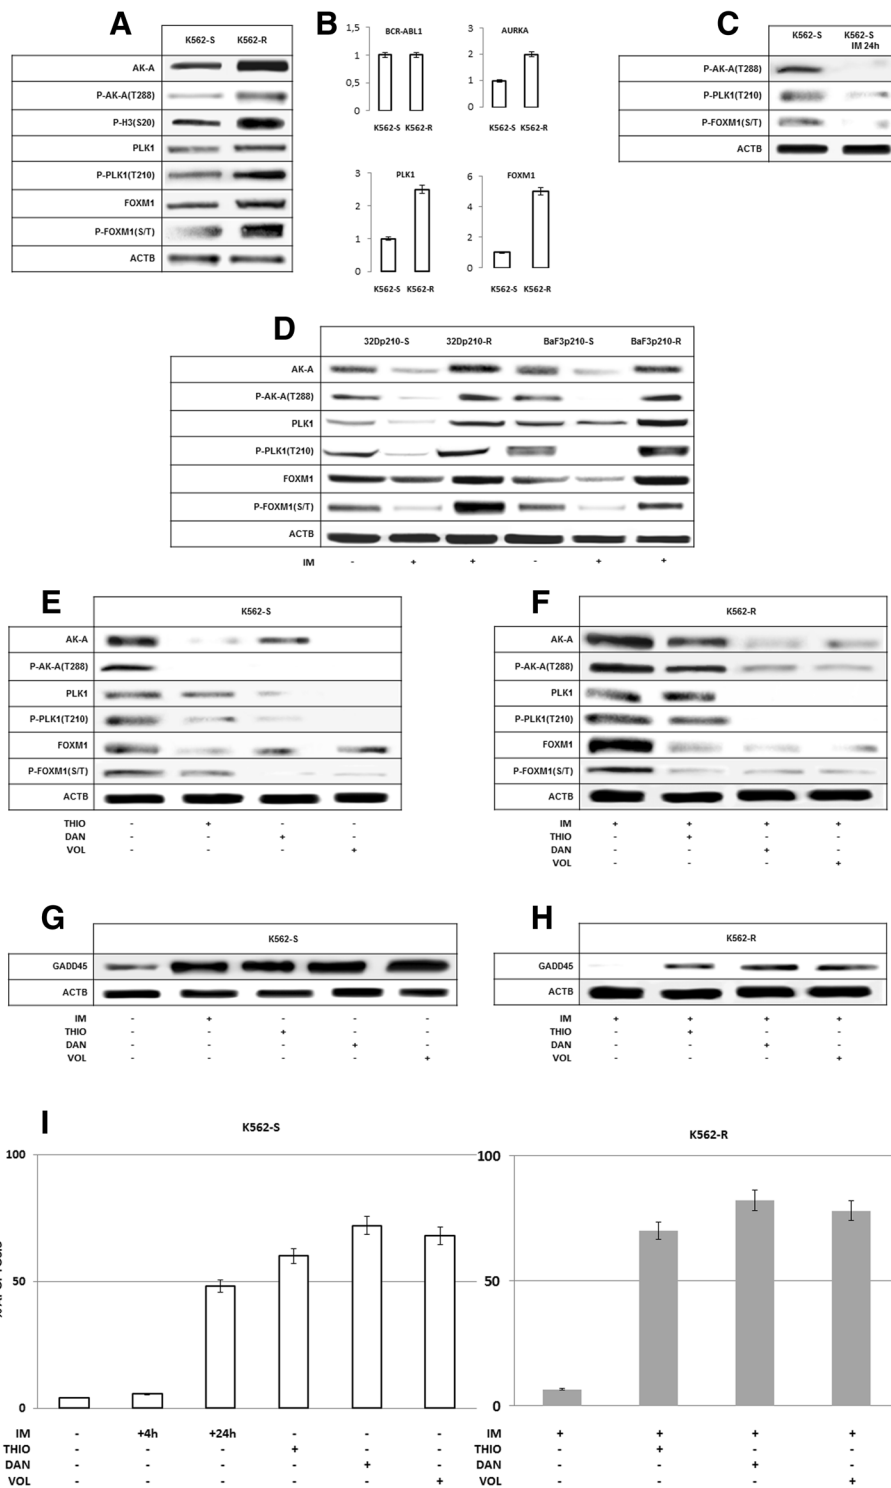 A
K562-S K562-R
AK-A
P-AK-A(T288)
P-H3(S20)
PLK1
P-PLK1(T210)
FOXM1
P-FOXM1(S/T)
ACTB
B
BCR-ABL1
1,5
1
0,5
0
K562-S K562-R
AURKA
3
2
1
0
K562-S K562-R
PLK1
3
2
1
0
K562-S K562-R
FOXM1
6
4
2
0
K562-S K562-R
C
K562-S K562-S
IM 24h
P-AK-A(T288)
P-PLK1(T210)
P-FOXM1(S/T)
ACTB
D
32Dp210-S 32Dp210-R BaF3p210-S BaF3p210-R
AK-A
P-AK-A(T288)
PLK1
P-PLK1(T210)
FOXM1
P-FOXM1(S/T)
ACTB
IM - + + - + +
E
K562-S
AK-A
P-AK-A(T288)
PLK1
P-PLK1(T210)
FOXM1
P-FOXM1(S/T)
ACTB
THIO - + - -
DAN - - + -
VOL - - - +
F
K562-R
AK-A
P-AK-A(T288)
PLK1
P-PLK1(T210)
FOXM1
P-FOXM1(S/T)
ACTB
IM + + + +
THIO - + - -
DAN - - + -
VOL - - - +
G
K562-S
GADD45
ACTB
IM - + - - -
THIO - - + - -
DAN - - - + -
VOL - - - - +
H
K562-R
GADD45
ACTB
IM + + + +
THIO - + - -
DAN - - + -
VOL - - - +
I
K562-S
100
50
0
IM - +4h +24h - - -
THIO - - - + - -
DAN - - - - + -
VOL - - - - - +
K562-R
100
50
0
+ + + +
- + - -
- - + -
- - - +